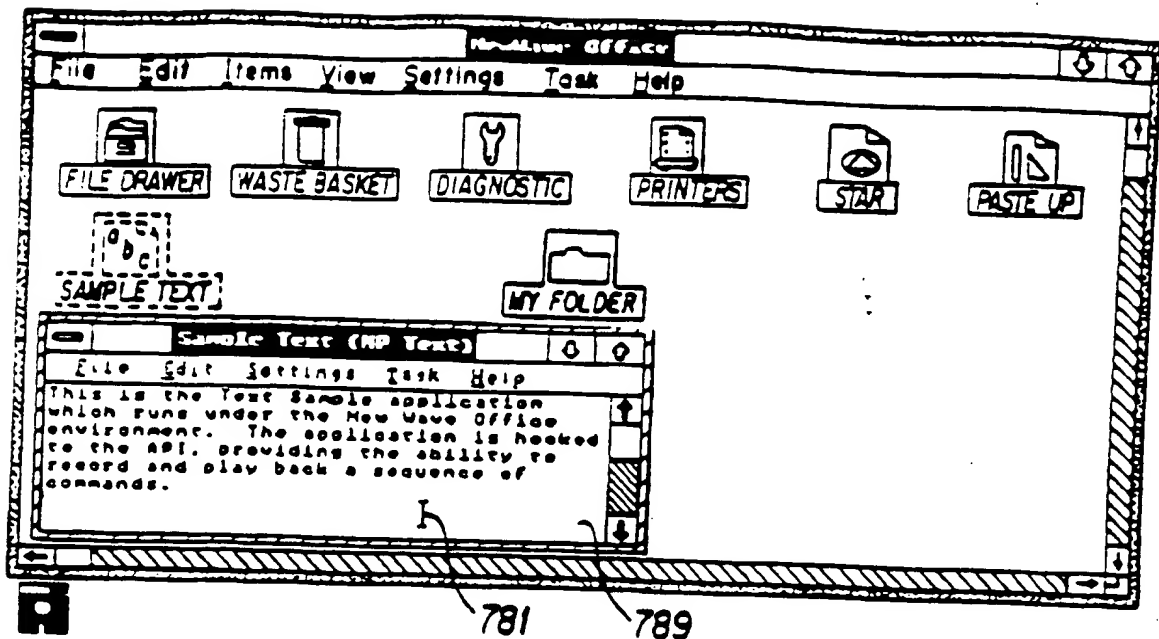 NewWave Office
File Edit Items View Settings Task Help
FILE DRAWER WASTE BASKET DIAGNOSTIC PRINTERS STAR PASTE UP
a b c
SAMPLE TEXT MY FOLDER
Sample Text (HP Text)
File Edit Settings Task Help
This is the Text Sample application
which runs under the New Wave Office
environment. The application is hooked
to the API, providing the ability to
record and play back a sequence of
commands.
781 789